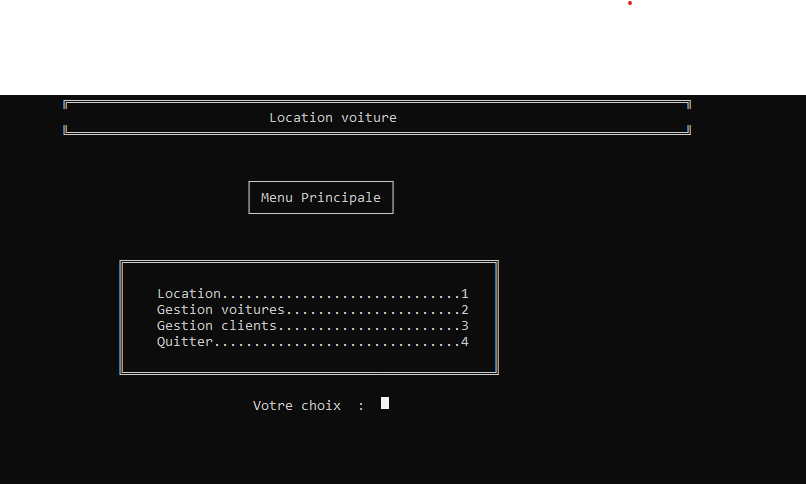 Location voiture
Menu Principale
Location..............................1
Gestion voitures......................2
Gestion clients.......................3
Quitter...............................4
Votre choix  :